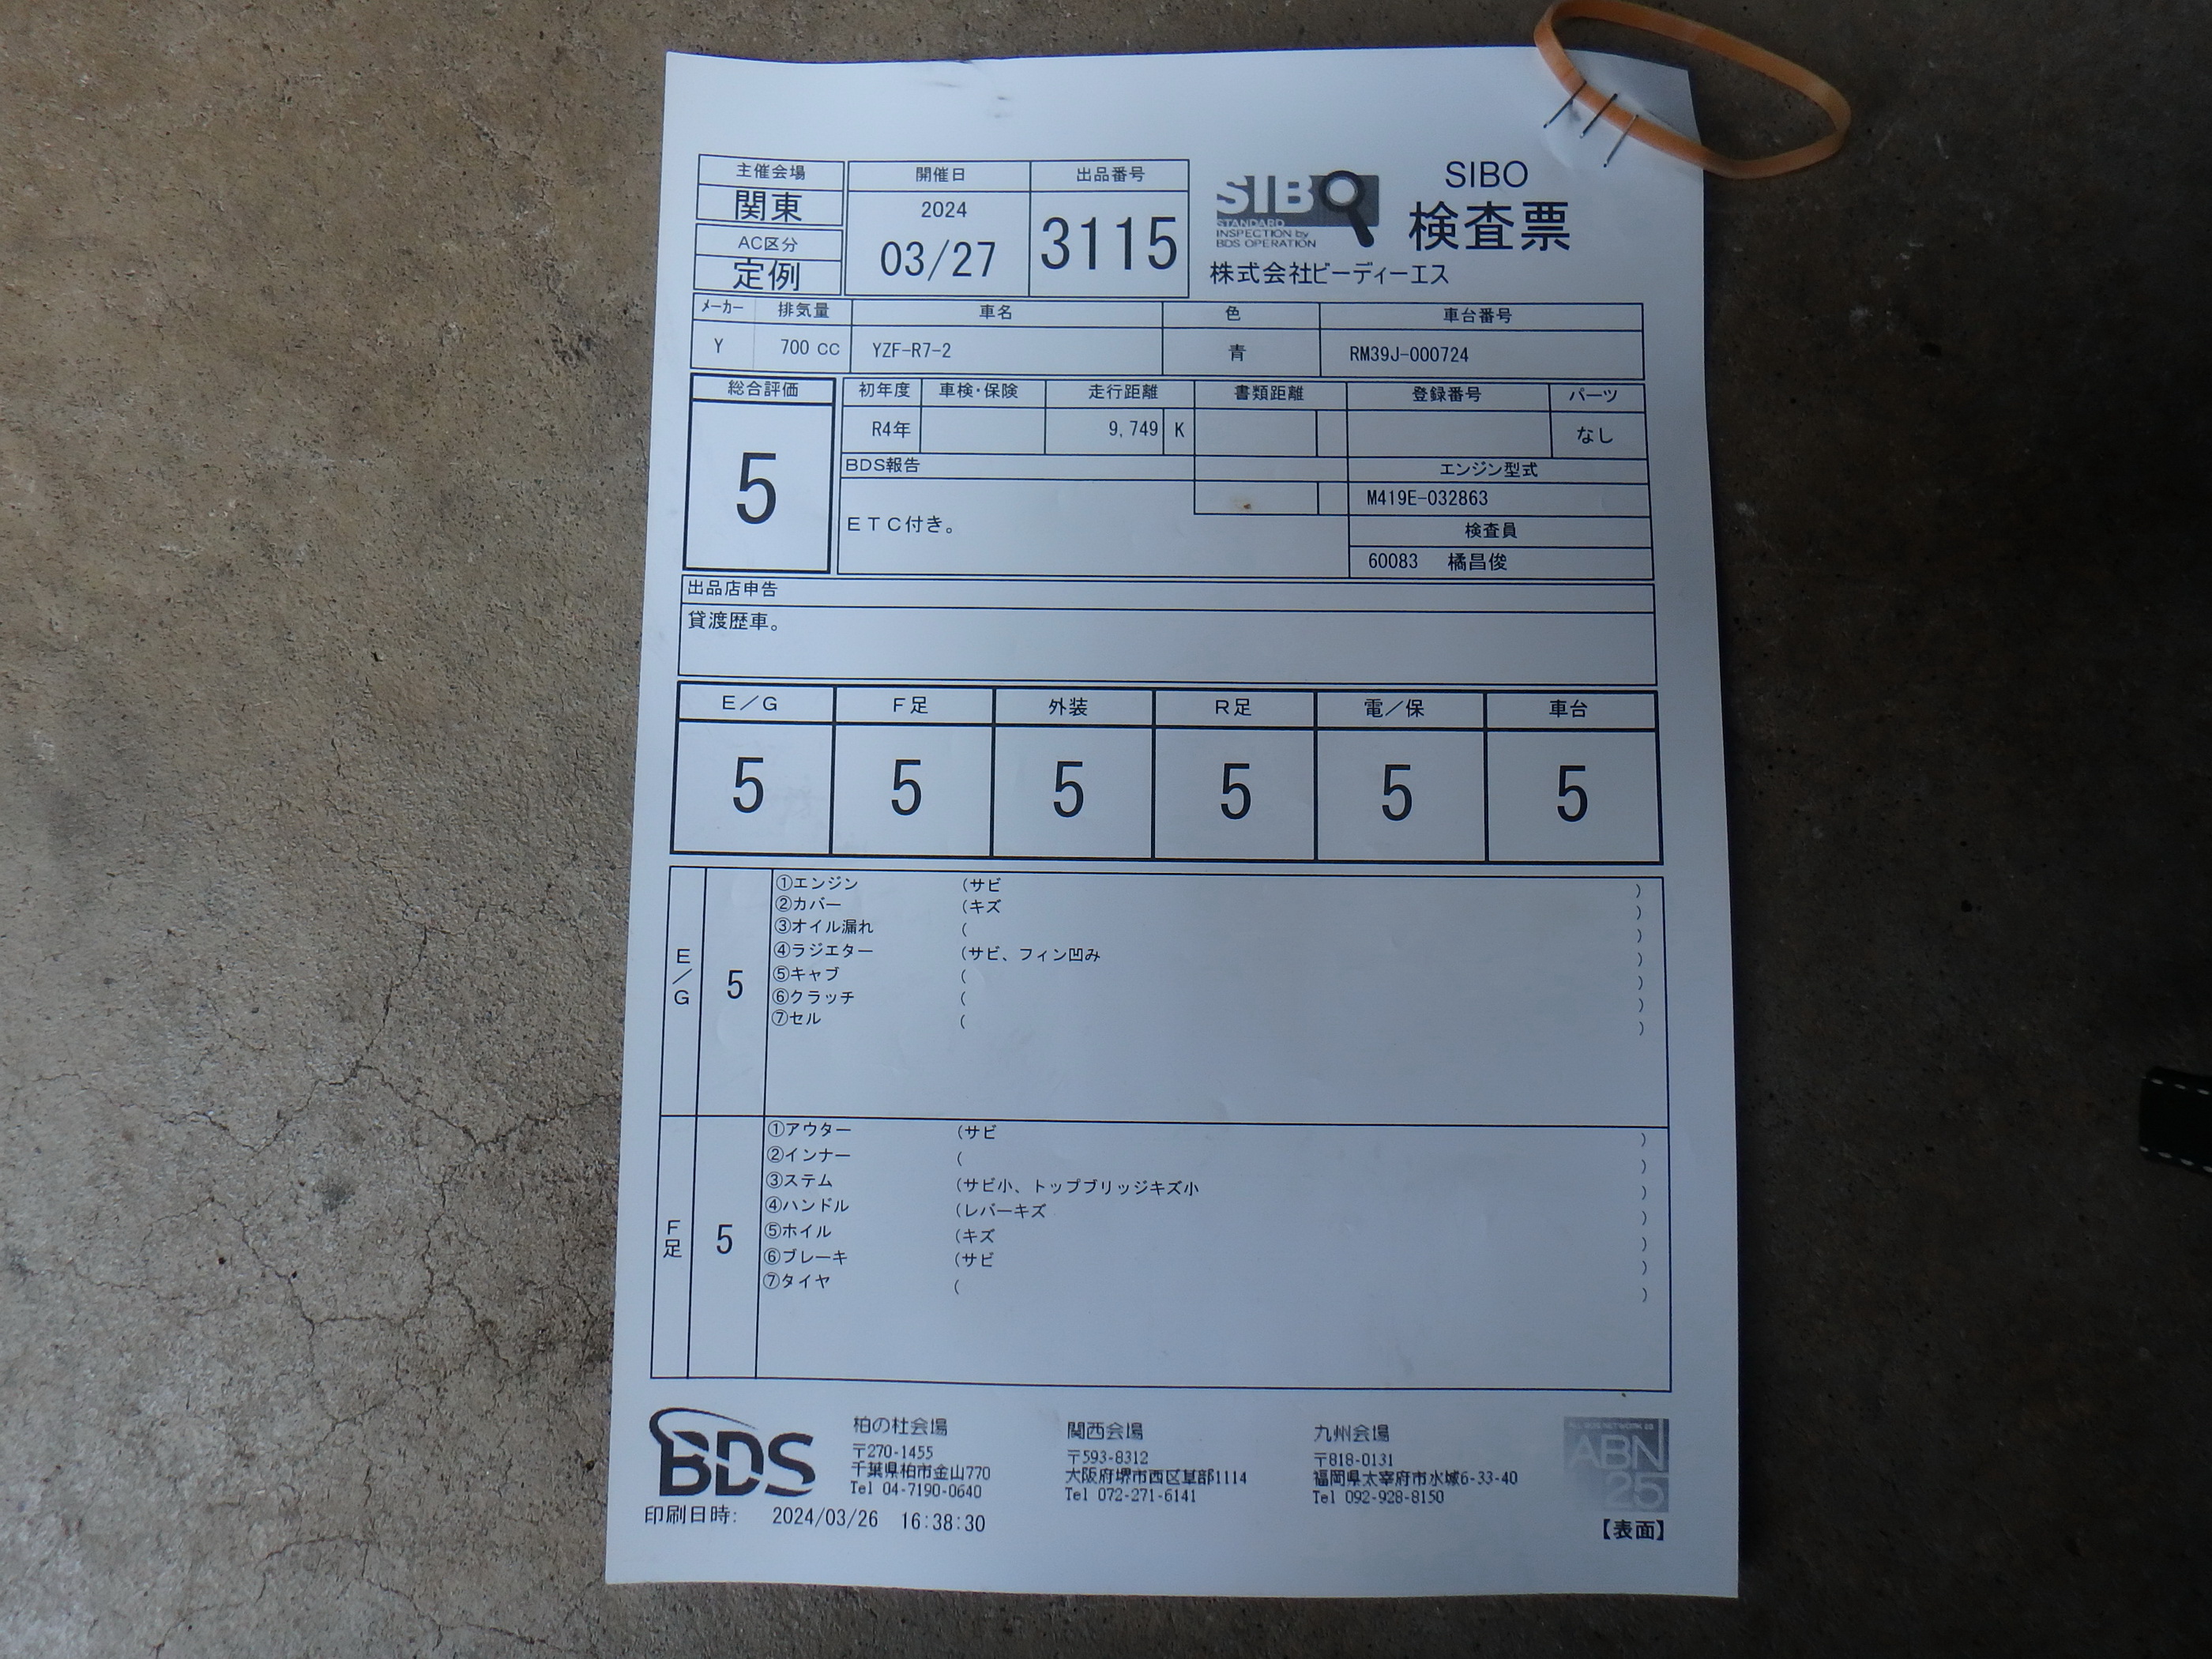 主催会場
関東
AC区分
定例
開催日
2024
03/27
出品番号
3115
SIBO
STANDARD
INSPECTION by
BDS OPERATION
SIBO
検査票
株式会社ビーディーエス
メーカー 排気量 車名 色 車台番号
Y 700 cc YZF-R7-2 青 RM39J-000724
総合評価
5
初年度 車検・保険 走行距離 書類距離 登録番号 パーツ
R4年 9,749 K なし
BDS報告
ETC付き。
エンジン型式
M419E-032863
検査員
60083 橘昌俊
出品店申告
貸渡歴車。
E/G F足 外装 R足 電/保 車台
5 5 5 5 5 5
E/G
5
①エンジン (サビ )
②カバー (キズ )
③オイル漏れ ( )
④ラジエター (サビ、フィン凹み )
⑤キャブ ( )
⑥クラッチ ( )
⑦セル ( )
F足
5
①アウター (サビ )
②インナー ( )
③ステム (サビ小、トップブリッジキズ小 )
④ハンドル (レバーキズ )
⑤ホイル (キズ )
⑥ブレーキ (サビ )
⑦タイヤ ( )
BDS
柏の杜会場
〒270-1455
千葉県柏市金山770
Tel 04-7190-0640
関西会場
〒593-8312
大阪府堺市西区草部1114
Tel 072-271-6141
九州会場
〒818-0131
福岡県太宰府市水城6-33-40
Tel 092-928-8150
ABN
25
印刷日時: 2024/03/26 16:38:30
【表面】